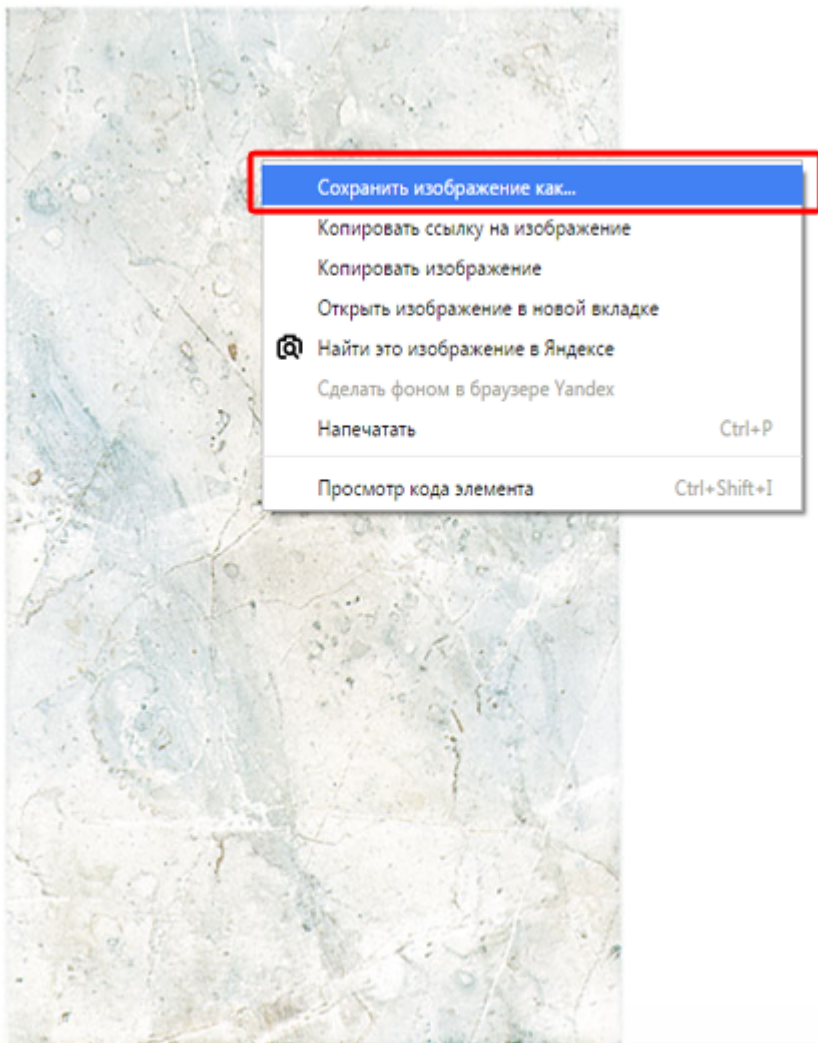 Сохранить изображение как...
Копировать ссылку на изображение
Копировать изображение
Открыть изображение в новой вкладке
Найти это изображение в Яндексе
Сделать фоном в браузере Yandex
Напечатать Ctrl+P
Просмотр кода элемента Ctrl+Shift+I